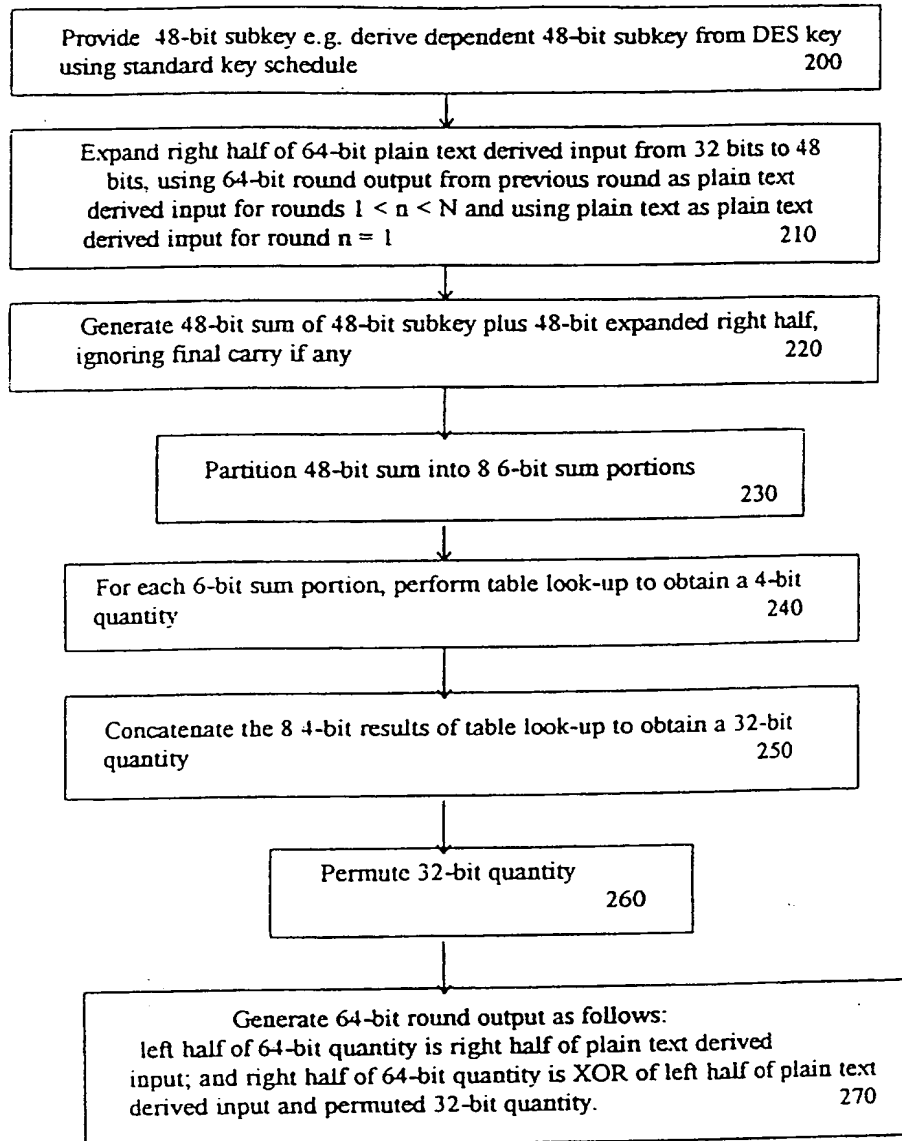 Provide 48-bit subkey e.g. derive dependent 48-bit subkey from DES key
using standard key schedule 200
Expand right half of 64-bit plain text derived input from 32 bits to 48
bits, using 64-bit round output from previous round as plain text
derived input for rounds 1 < n < N and using plain text as plain text
derived input for round n = 1 210
Generate 48-bit sum of 48-bit subkey plus 48-bit expanded right half,
ignoring final carry if any 220
Partition 48-bit sum into 8 6-bit sum portions
230
For each 6-bit sum portion, perform table look-up to obtain a 4-bit
quantity 240
Concatenate the 8 4-bit results of table look-up to obtain a 32-bit
quantity 250
Permute 32-bit quantity
260
Generate 64-bit round output as follows:
left half of 64-bit quantity is right half of plain text derived
input; and right half of 64-bit quantity is XOR of left half of plain text
derived input and permuted 32-bit quantity. 270